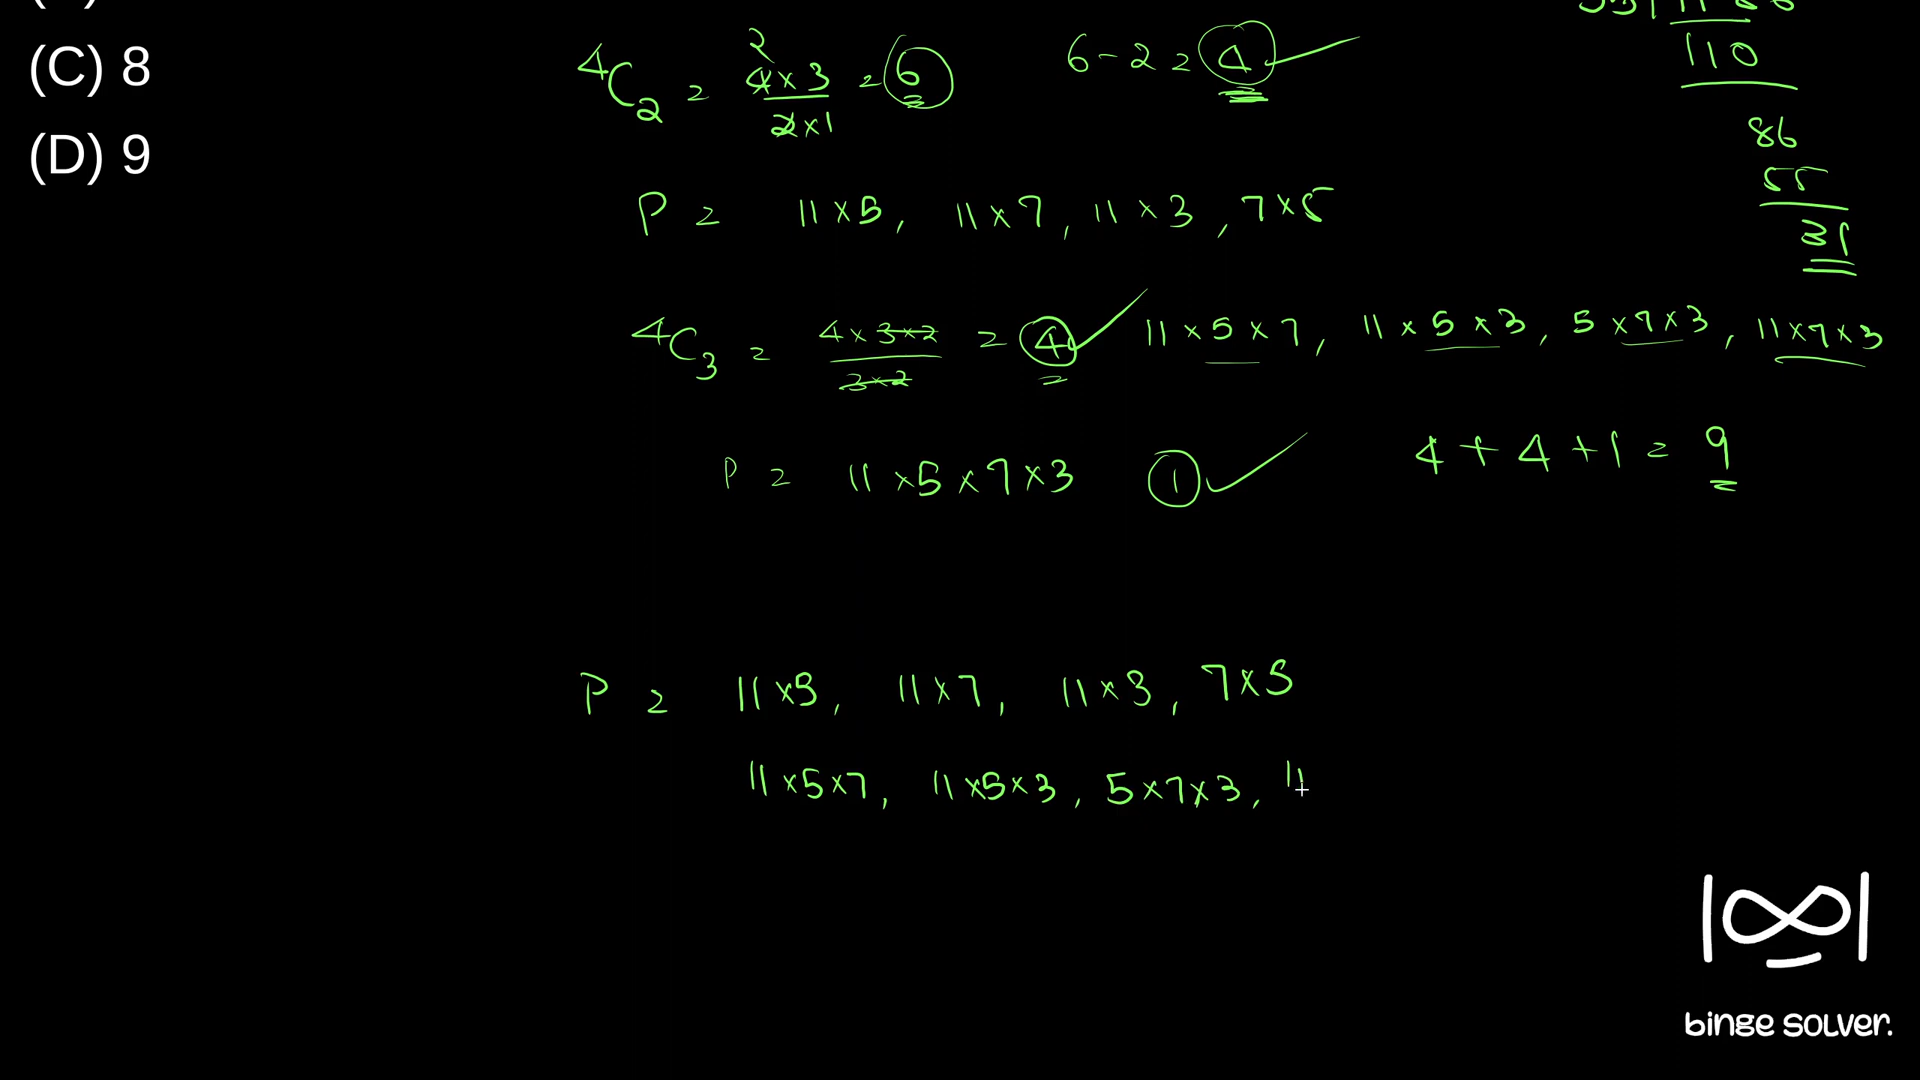 (C) 8
(D) 9
4C2 = 4 × 3 / 2 × 1 = 6
2
6 - 2 = 4
110
86
55
31
P = 11 × 5, 11 × 7, 11 × 3, 7 × 5
4C3 = 4 × 3 × 2 / 3 × 2 = 4 11 × 5 × 7, 11 × 5 × 3, 5 × 7 × 3, 11 × 7 × 3
P = 11 × 5 × 7 × 3 1
4 + 4 + 1 = 9
P = 11 × 5, 11 × 7, 11 × 3, 7 × 5
11 × 5 × 7, 11 × 5 × 3, 5 × 7 × 3, 11
binge solver.